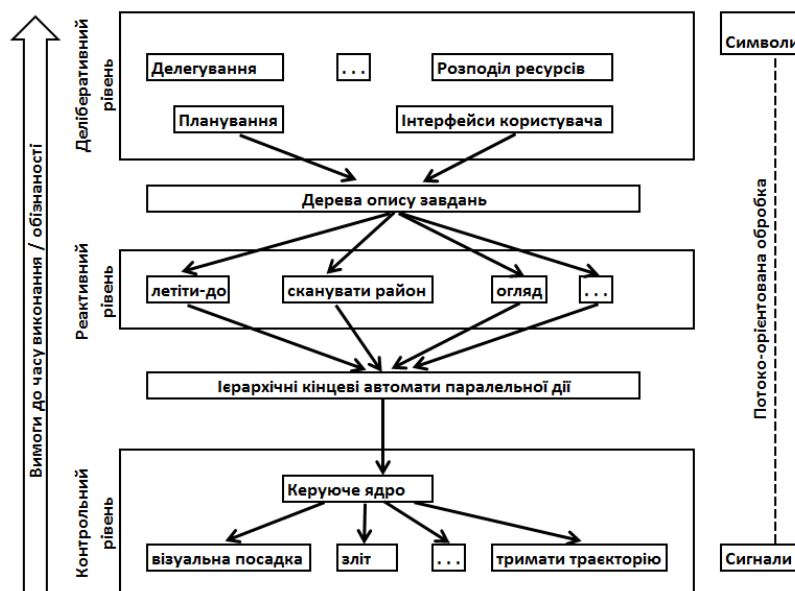 Вимоги до часу виконання / обізнаності
Деліберативний
рівень
Делегування
. . .
Розподіл ресурсів
Планування
Інтерфейси користувача
Дерева опису завдань
Реактивний
рівень
летіти-до
сканувати район
огляд
. . .
Ієрархічні кінцеві автомати паралельної дії
Контрольний
рівень
Керуюче ядро
візуальна посадка
зліт
...
тримати траєкторію
Символи
Потоко-орієнтована обробка
Сигнали